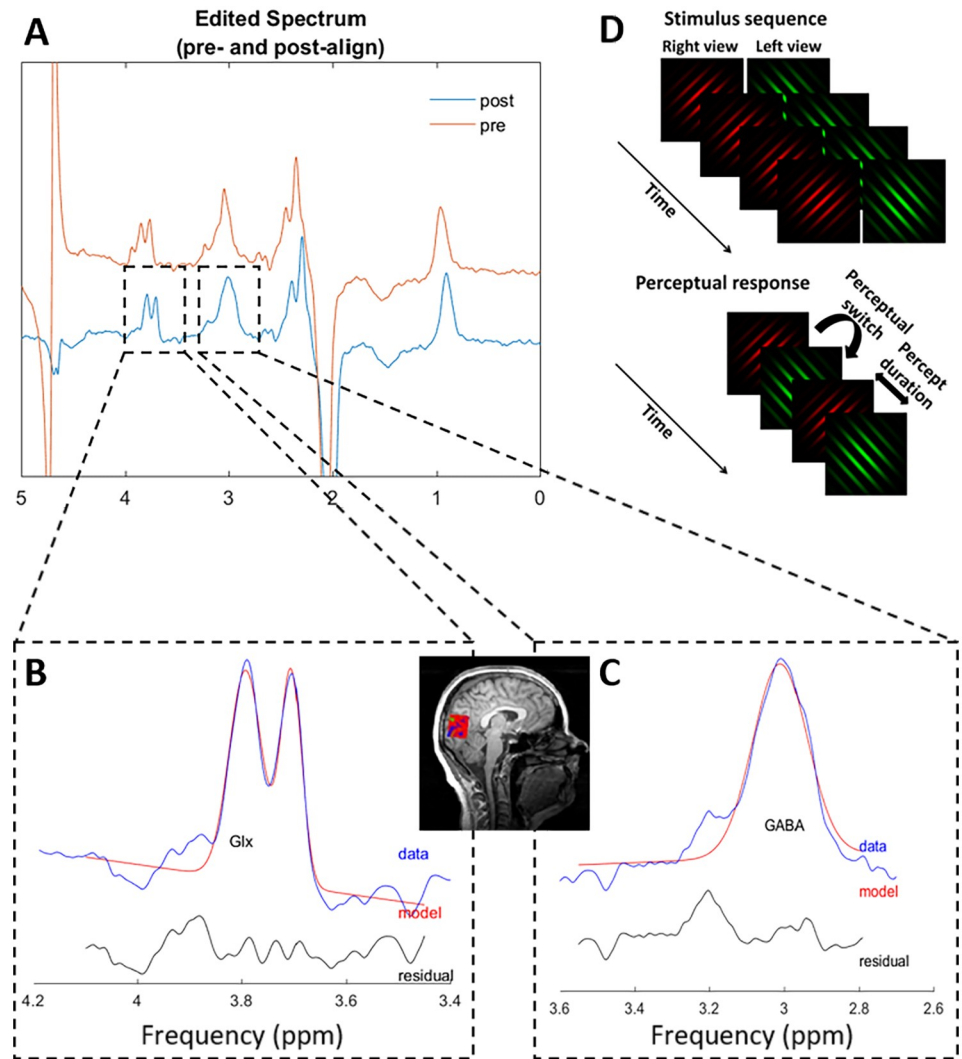 A
Edited Spectrum
(pre- and post-align)
post
pre
5 4 3 2 1 0
D
Stimulus sequence
Right view Left view
Time
Perceptual response
Perceptual
switch
Percept
duration
Time
B
Glx
data
model
residual
4.2 4 3.8 3.6 3.4
Frequency (ppm)
C
GABA
data
model
residual
3.6 3.4 3.2 3 2.8 2.6
Frequency (ppm)